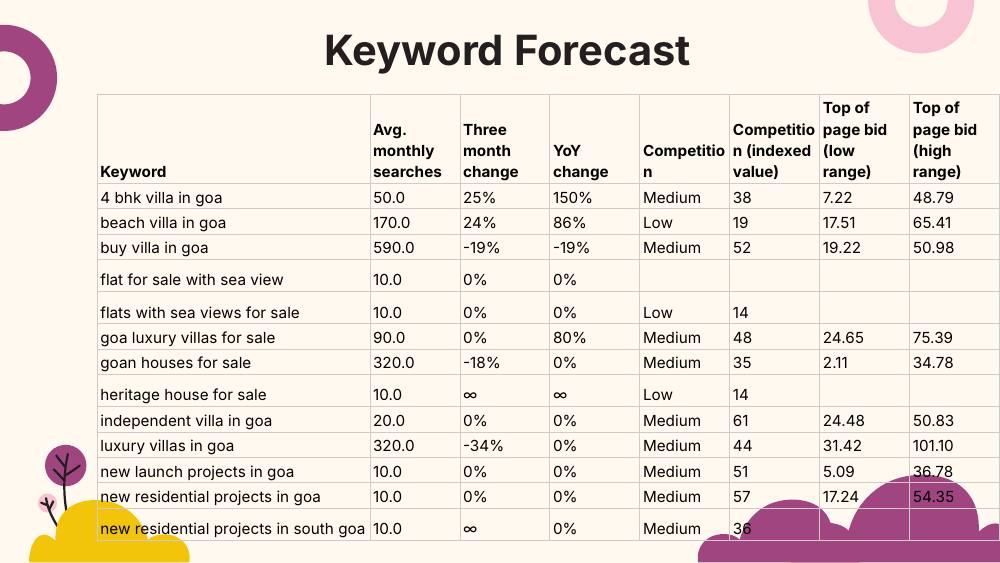 Keyword Forecast
Keyword | Avg. monthly searches | Three month change | YoY change | Competition | Competition (indexed value) | Top of page bid (low range) | Top of page bid (high range)
4 bhk villa in goa | 50.0 | 25% | 150% | Medium | 38 | 7.22 | 48.79
beach villa in goa | 170.0 | 24% | 86% | Low | 19 | 17.51 | 65.41
buy villa in goa | 590.0 | -19% | -19% | Medium | 52 | 19.22 | 50.98
flat for sale with sea view | 10.0 | 0% | 0% | | | |
flats with sea views for sale | 10.0 | 0% | 0% | Low | 14 | |
goa luxury villas for sale | 90.0 | 0% | 80% | Medium | 48 | 24.65 | 75.39
goan houses for sale | 320.0 | -18% | 0% | Medium | 35 | 2.11 | 34.78
heritage house for sale | 10.0 | ∞ | ∞ | Low | 14 | |
independent villa in goa | 20.0 | 0% | 0% | Medium | 61 | 24.48 | 50.83
luxury villas in goa | 320.0 | -34% | 0% | Medium | 44 | 31.42 | 101.10
new launch projects in goa | 10.0 | 0% | 0% | Medium | 51 | 5.09 | 36.78
new residential projects in goa | 10.0 | 0% | 0% | Medium | 57 | 17.24 | 54.35
new residential projects in south goa | 10.0 | ∞ | 0% | Medium | 36 | |